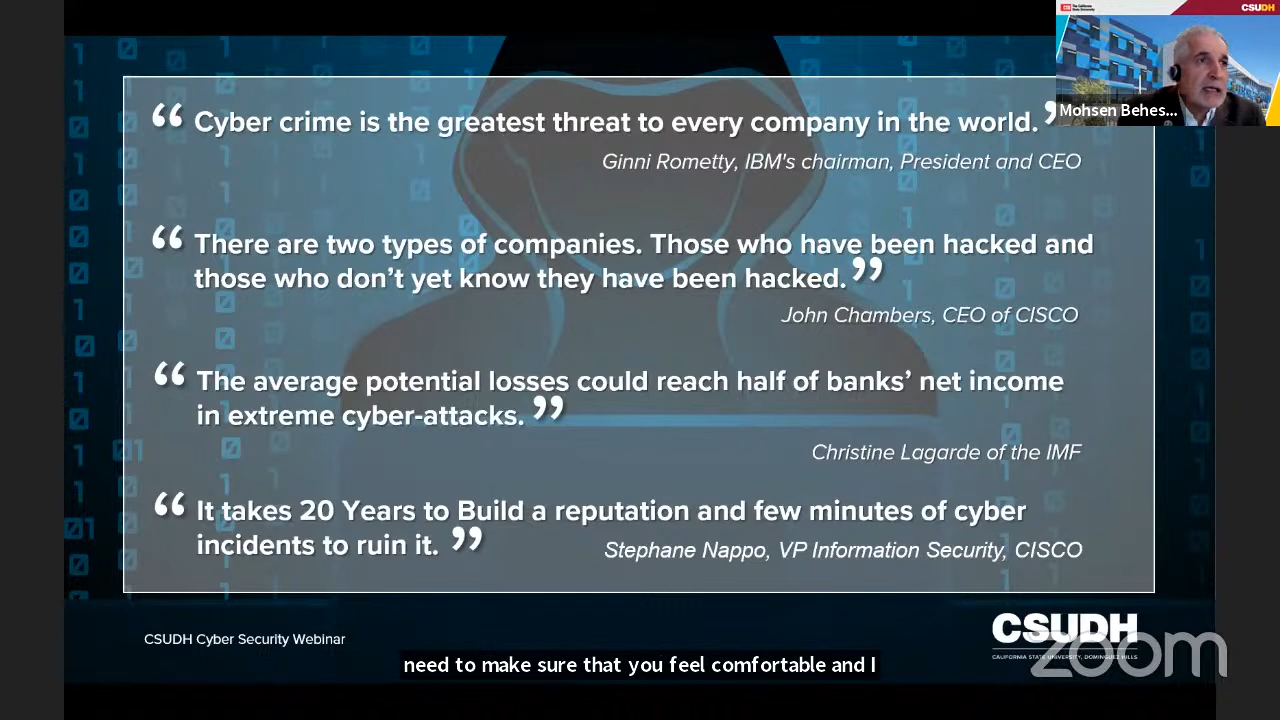 The California
State University
CSUDH
Mohsen Behes...
“ Cyber crime is the greatest threat to every company in the world. ”
Ginni Rometty, IBM's chairman, President and CEO
“ There are two types of companies. Those who have been hacked and
those who don’t yet know they have been hacked. ”
John Chambers, CEO of CISCO
“ The average potential losses could reach half of banks’ net income
in extreme cyber-attacks. ”
Christine Lagarde of the IMF
“ It takes 20 Years to Build a reputation and few minutes of cyber
incidents to ruin it. ”
Stephane Nappo, VP Information Security, CISCO
CSUDH Cyber Security Webinar
CSUDH
CALIFORNIA STATE UNIVERSITY, DOMINGUEZ HILLS
zoom
need to make sure that you feel comfortable and I